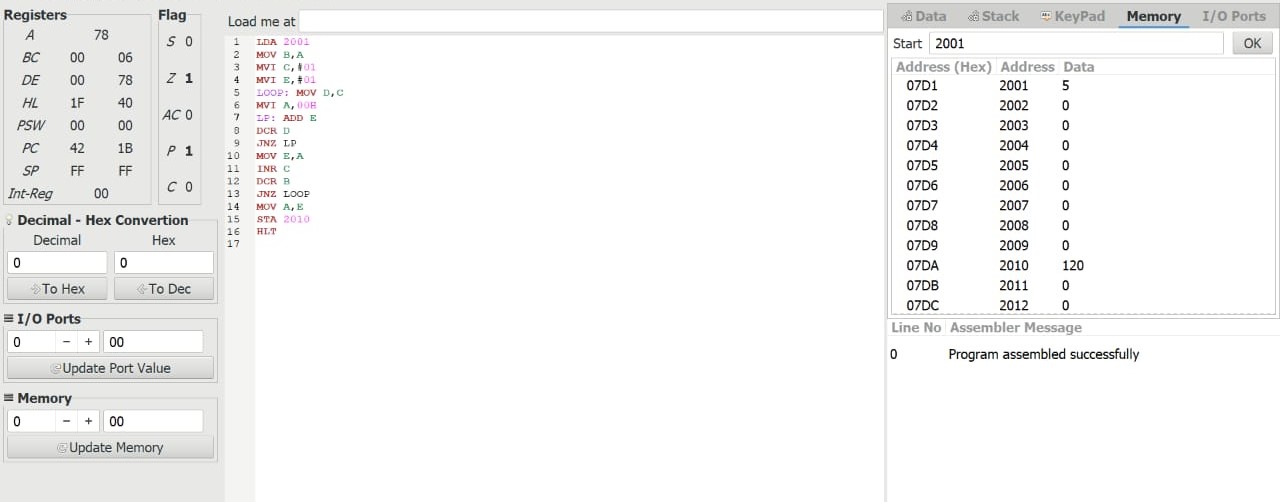 Registers
A 78
BC 00 06
DE 00 78
HL 1F 40
PSW 00 00
PC 42 1B
SP FF FF
Int-Reg 00
Flag
S 0
Z 1
AC 0
P 1
C 0
Decimal - Hex Convertion
Decimal Hex
0 0
To Hex To Dec
I/O Ports
0 − + 00
Update Port Value
Memory
0 − + 00
Update Memory
Load me at
1 LDA 2001
2 MOV B,A
3 MVI C,#01
4 MVI E,#01
5 LOOP: MOV D,C
6 MVI A,00H
7 LP: ADD E
8 DCR D
9 JNZ LP
10 MOV E,A
11 INR C
12 DCR B
13 JNZ LOOP
14 MOV A,E
15 STA 2010
16 HLT
17
Data Stack KeyPad Memory I/O Ports
Start 2001 OK
Address (Hex) Address Data
07D1 2001 5
07D2 2002 0
07D3 2003 0
07D4 2004 0
07D5 2005 0
07D6 2006 0
07D7 2007 0
07D8 2008 0
07D9 2009 0
07DA 2010 120
07DB 2011 0
07DC 2012 0
Line No Assembler Message
0 Program assembled successfully